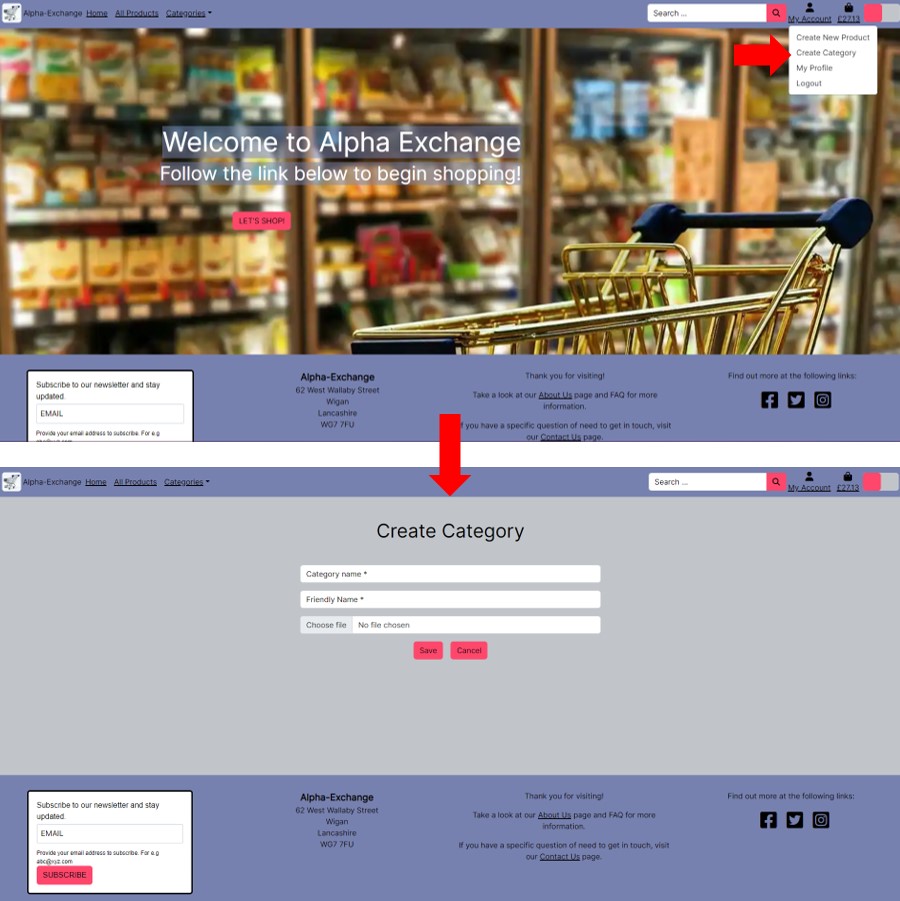 Alpha-Exchange Home All Products Categories Search ... My Account £27.13
Create New Product
Create Category
My Profile
Logout
Welcome to Alpha Exchange
Follow the link below to begin shopping!
LET'S SHOP!
Subscribe to our newsletter and stay
updated.
EMAIL
Provide your email address to subscribe. For e.g
Alpha-Exchange
62 West Wallaby Street
Wigan
Lancashire
WG7 7FU
Thank you for visiting!
Take a look at our About Us page and FAQ for more
information.
If you have a specific question of need to get in touch, visit
our Contact Us page.
Find out more at the following links:
Alpha-Exchange Home All Products Categories Search ... My Account £27.13
Create Category
Category name *
Friendly Name *
Choose file No file chosen
Save Cancel
Subscribe to our newsletter and stay
updated.
EMAIL
Provide your email address to subscribe. For e.g
abc@xyz.com
SUBSCRIBE
Alpha-Exchange
62 West Wallaby Street
Wigan
Lancashire
WG7 7FU
Thank you for visiting!
Take a look at our About Us page and FAQ for more
information.
If you have a specific question of need to get in touch, visit
our Contact Us page.
Find out more at the following links: